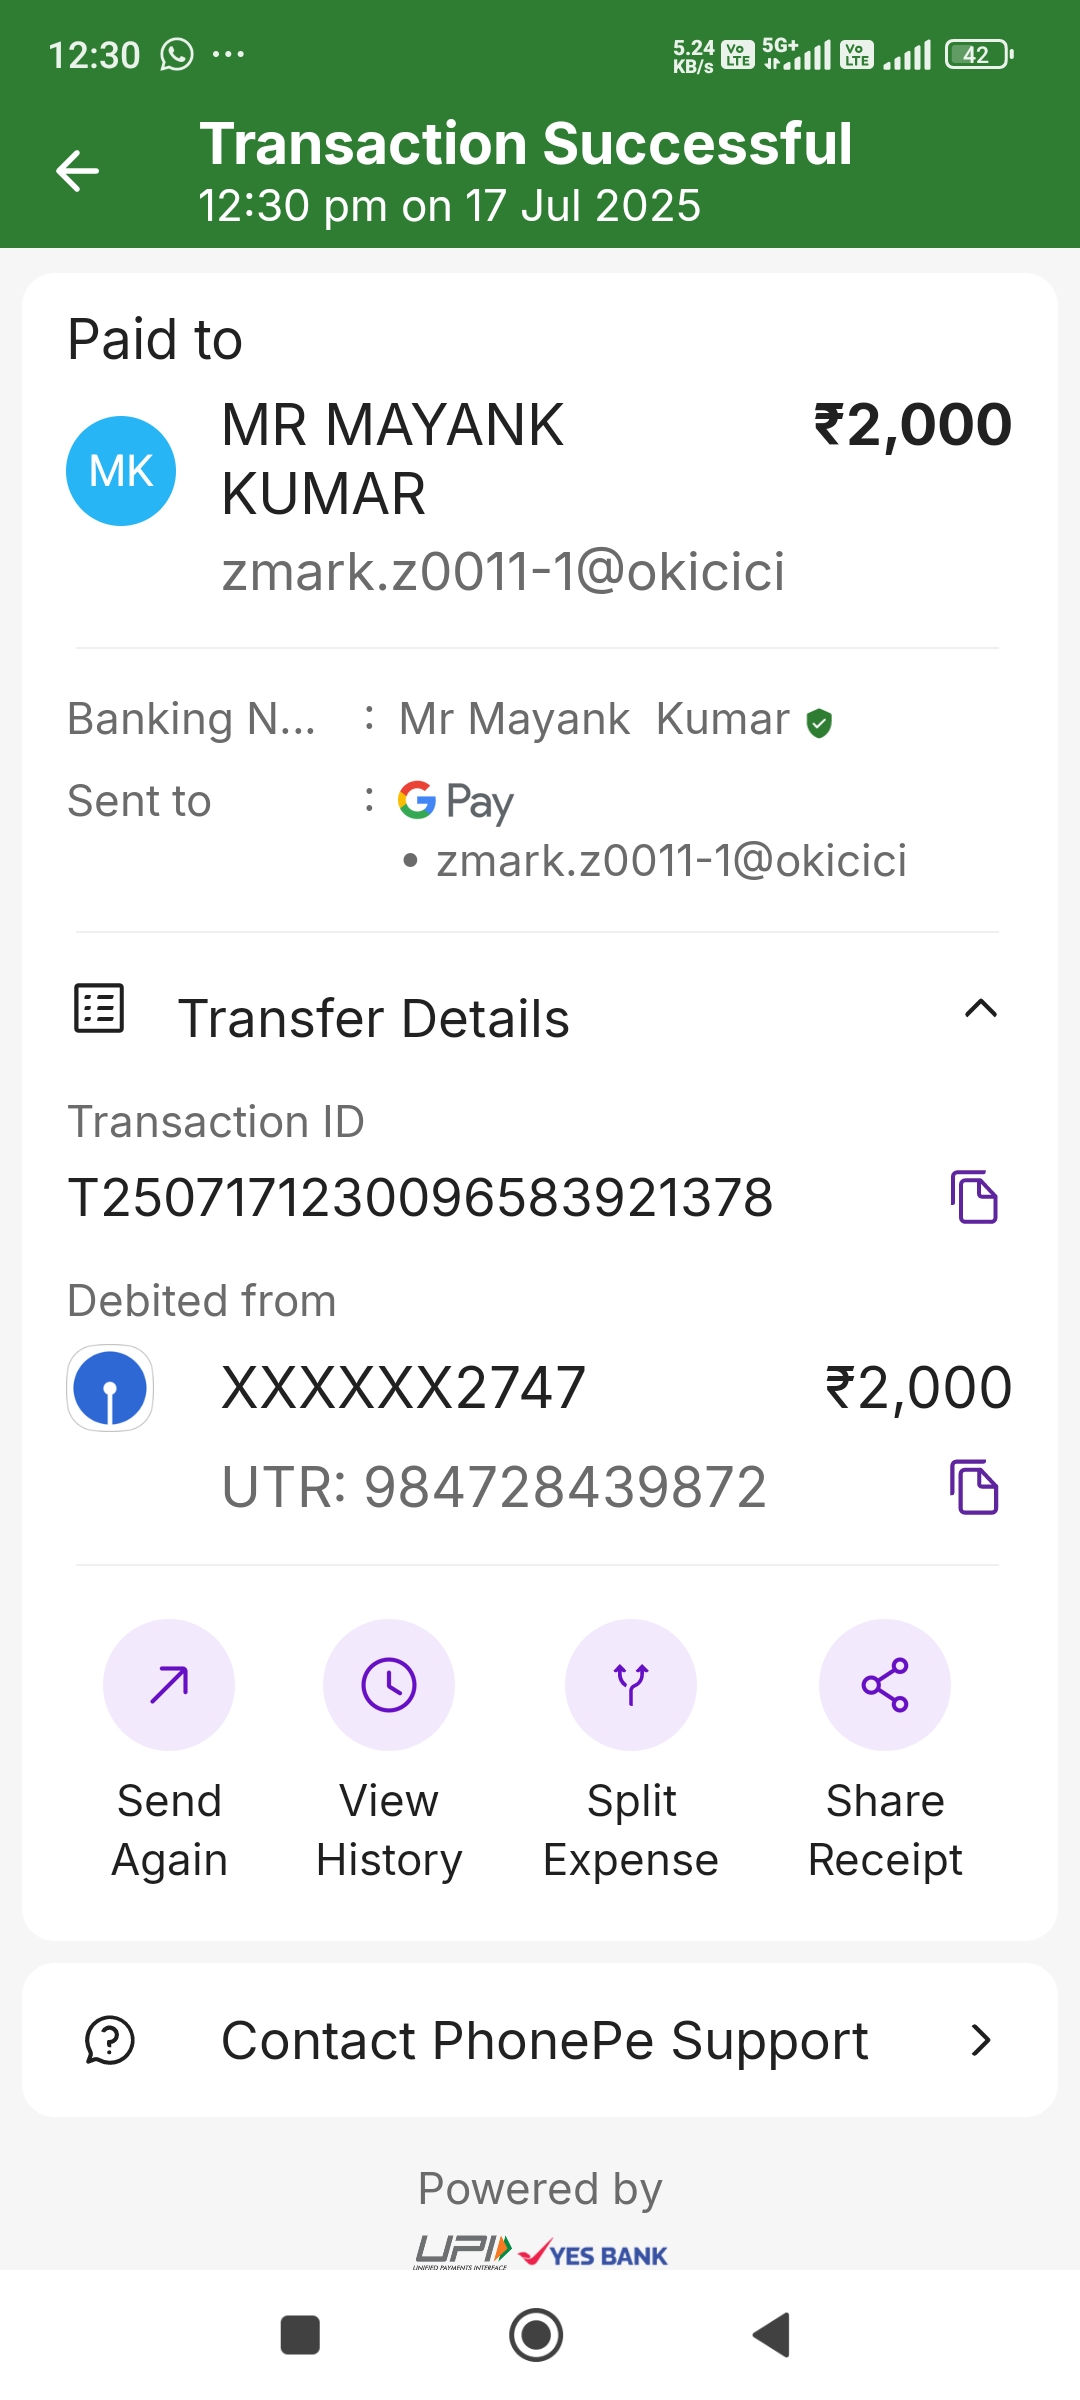 12:30
5.24 KB/s
Vo LTE
5G+
Vo LTE
42
Transaction Successful
12:30 pm on 17 Jul 2025
Paid to
MK
MR MAYANK
KUMAR
₹2,000
zmark.z0011-1@okicici
Banking N... : Mr Mayank  Kumar
Sent to : G Pay
• zmark.z0011-1@okicici
Transfer Details
Transaction ID
T2507171230096583921378
Debited from
XXXXXX2747 ₹2,000
UTR: 984728439872
Send Again
View History
Split Expense
Share Receipt
Contact PhonePe Support
Powered by
UPI YES BANK
UNIFIED PAYMENTS INTERFACE